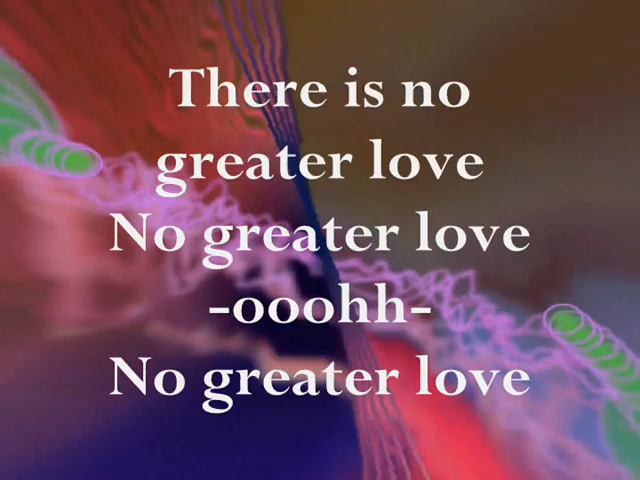 There is no
greater love
No greater love
-ooohh-
No greater love